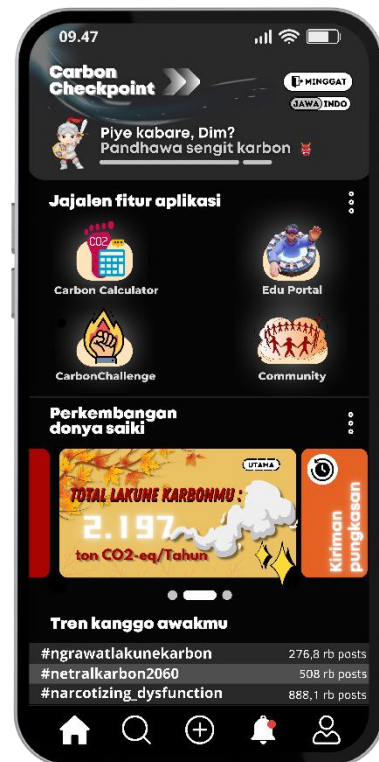 09.47
Carbon
Checkpoint
MINGGAT
JAWA INDO
Piye kabare, Dim?
Pandhawa sengit karbon
Jajalen fitur aplikasi
CO2
Carbon Calculator
Edu Portal
CarbonChallenge
Community
Perkembangan
donya saiki
UTAMA
TOTAL LAKUNE KARBONMU :
2.197
ton CO2-eq/Tahun
Kiriman
pungkasan
Tren kanggo awakmu
#ngrawatlakunekarbon 276,8 rb posts
#netralkarbon2060 508 rb posts
#narcotizing_dysfunction 888,1 rb posts